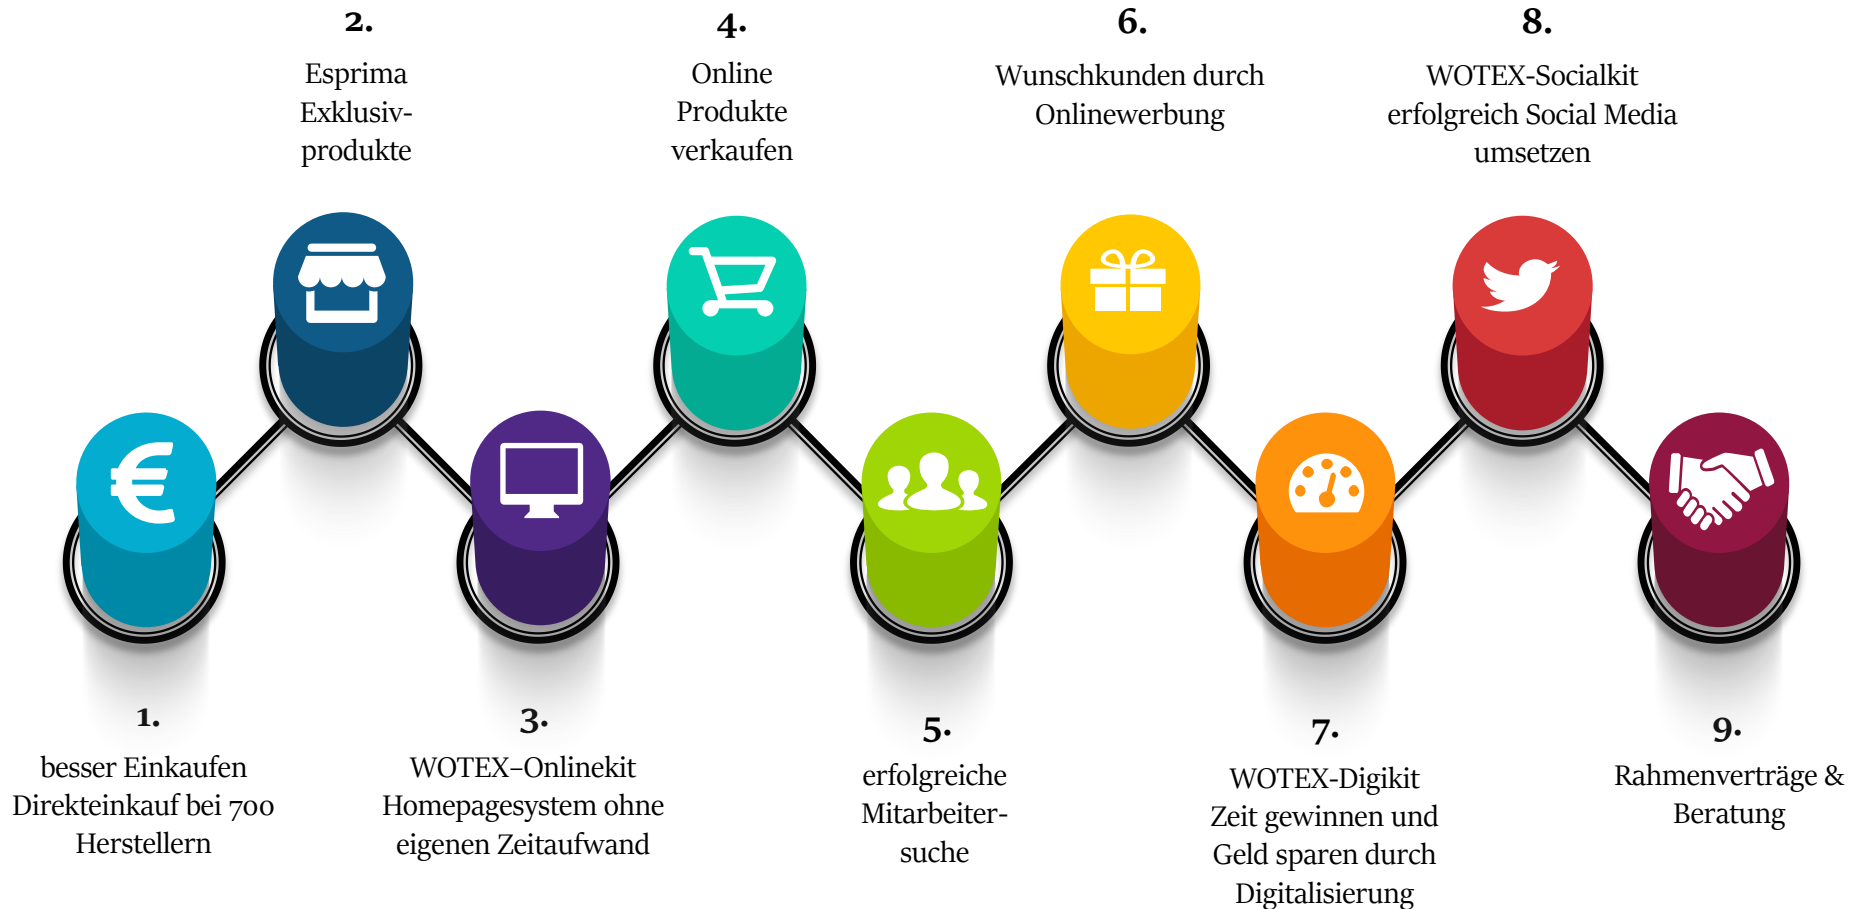 1.
besser Einkaufen
Direkteinkauf bei 700
Herstellern
2.
Esprima
Exklusiv-
produkte
3.
WOTEX–Onlinekit
Homepagesystem ohne
eigenen Zeitaufwand
4.
Online
Produkte
verkaufen
5.
erfolgreiche
Mitarbeiter-
suche
6.
Wunschkunden durch
Onlinewerbung
7.
WOTEX-Digikit
Zeit gewinnen und
Geld sparen durch
Digitalisierung
8.
WOTEX-Socialkit
erfolgreich Social Media
umsetzen
9.
Rahmenverträge &
Beratung